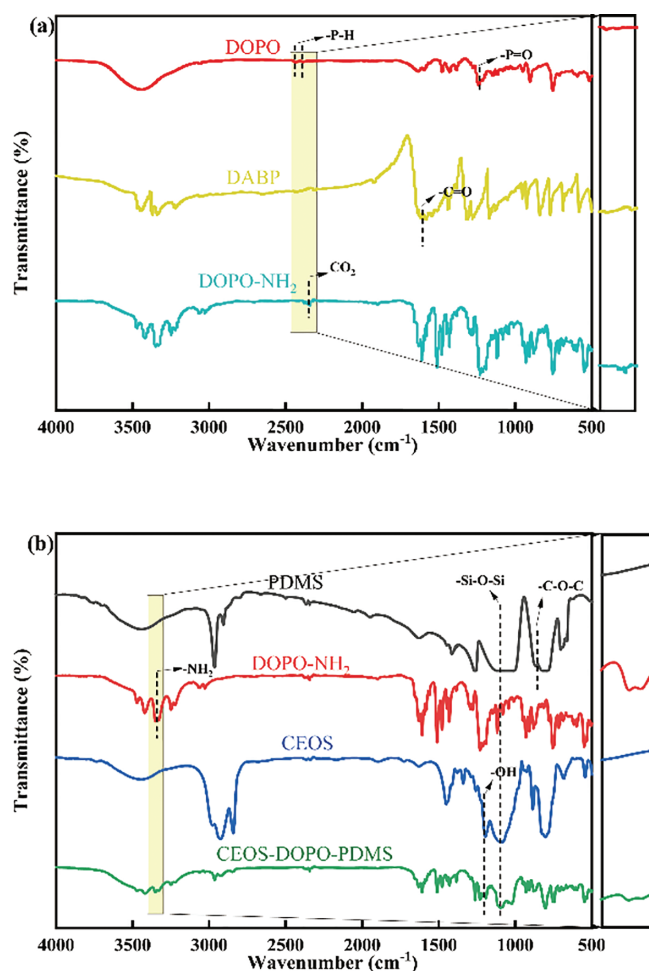 (a)
-P-H
DOPO
-P=O
DABP
-C=O
CO₂
DOPO-NH₂
Transmittance (%)
4000 3500 3000 2500 2000 1500 1000 500
Wavenumber (cm⁻¹)
(b)
-Si-O-Si
-C-O-C
PDMS
-NH₂
DOPO-NH₂
CEOS
-OH
CEOS-DOPO-PDMS
Transmittance (%)
4000 3500 3000 2500 2000 1500 1000 500
Wavenumber (cm⁻¹)